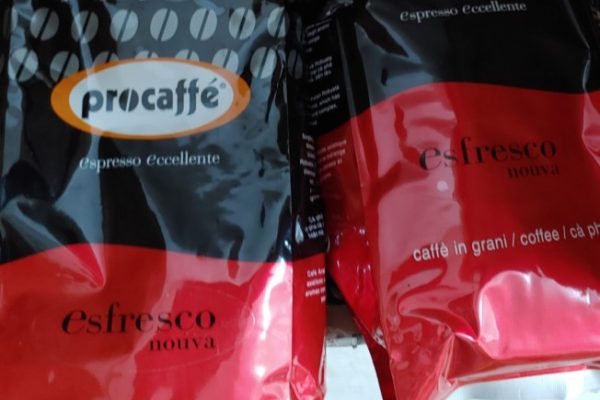 procaffé
espresso eccellente
esfresco
nouva
espresso eccellente
esfresco
nouva
caffè in grani / coffee / cà ph